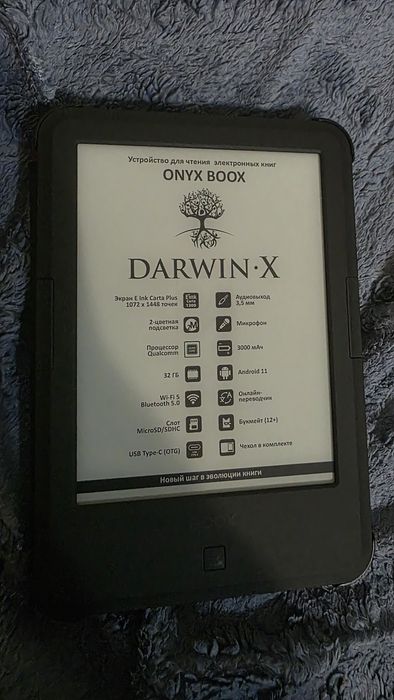 Устройство для чтения электронных книг
ONYX BOOX
DARWIN·X
Экран E Ink Carta Plus
1072 x 1448 точек
Аудиовыход
3,5 мм
2-цветная
подсветка
Микрофон
Процессор
Qualcomm
3000 мАч
32 ГБ
Android 11
Wi-Fi 5
Bluetooth 5.0
Онлайн-
переводчик
Слот
MicroSD/SDHC
Букмейт (12+)
USB Type-C (OTG)
Чехол в комплекте
Новый шаг в эволюции книги